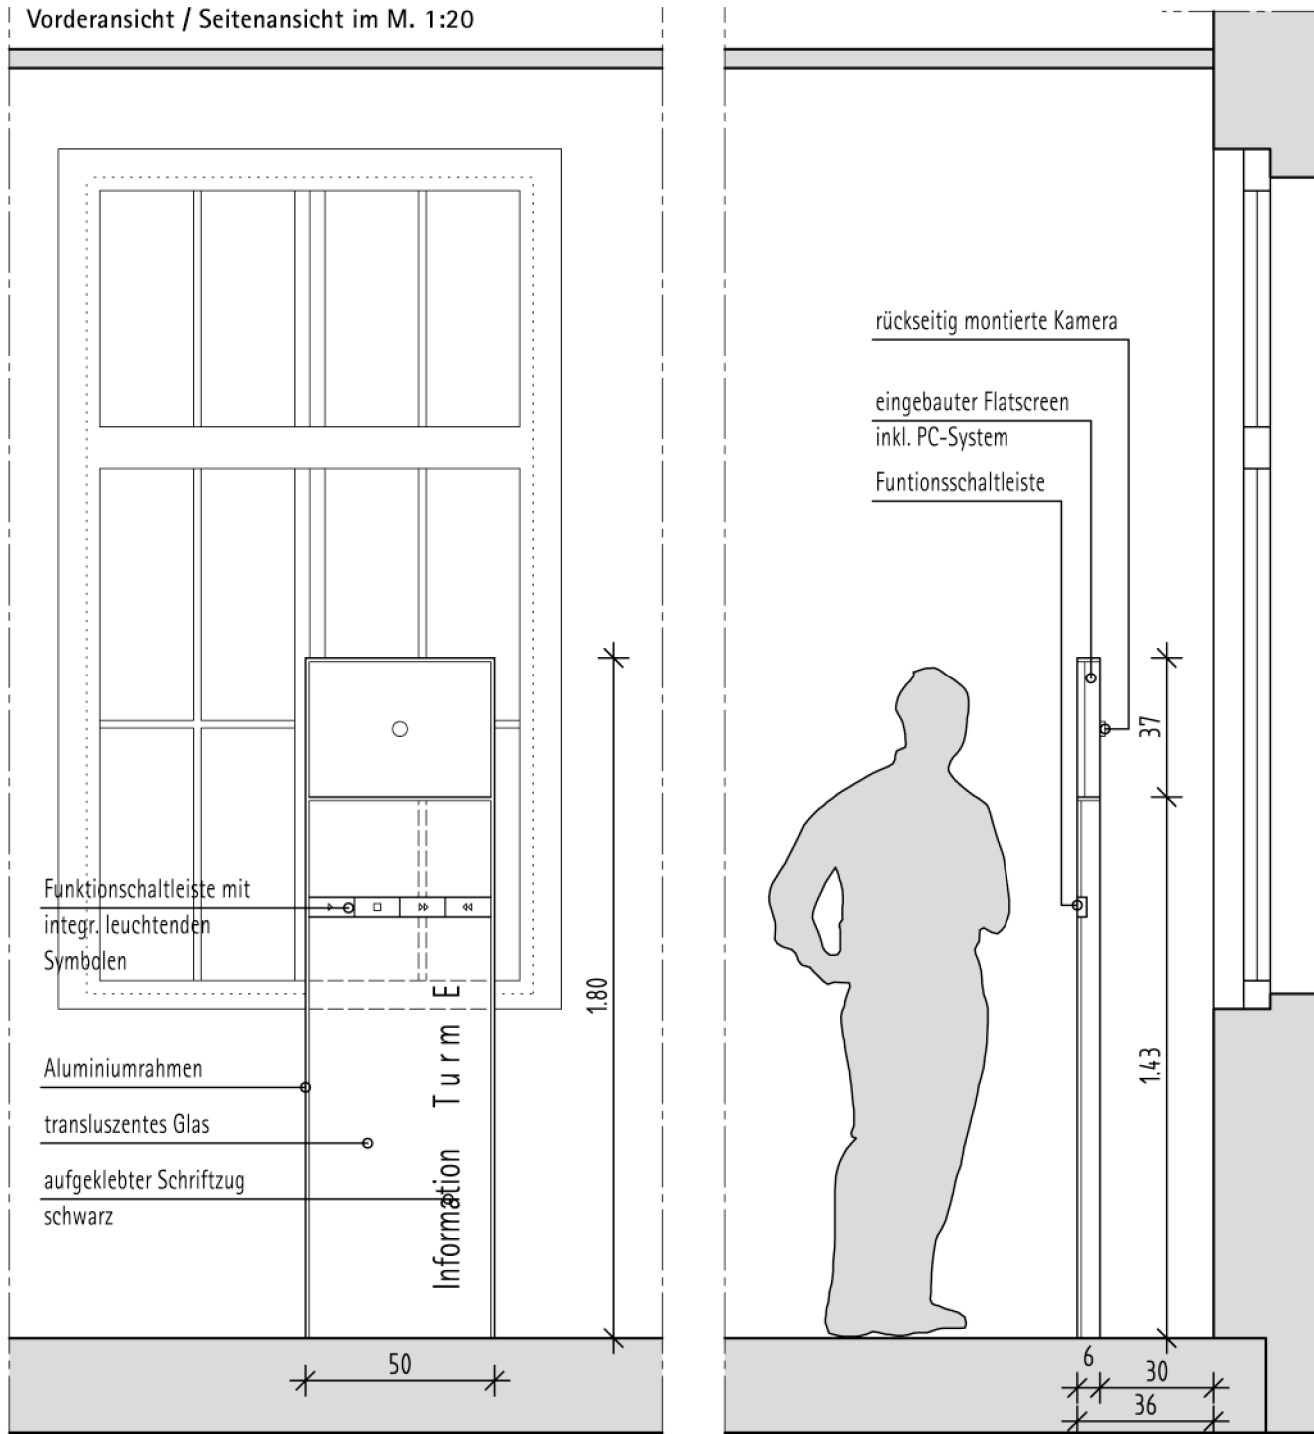 Vorderansicht / Seitenansicht im M. 1:20
rückseitig montierte Kamera
eingebauter Flatscreen
inkl. PC-System
Funtionsschaltleiste
37
Funktionschaltleiste mit
integr. leuchtenden
Symbolen
1.80
Information Turm E
Aluminiumrahmen
transluszentes Glas
aufgeklebter Schriftzug
schwarz
1.43
50
6
30
36